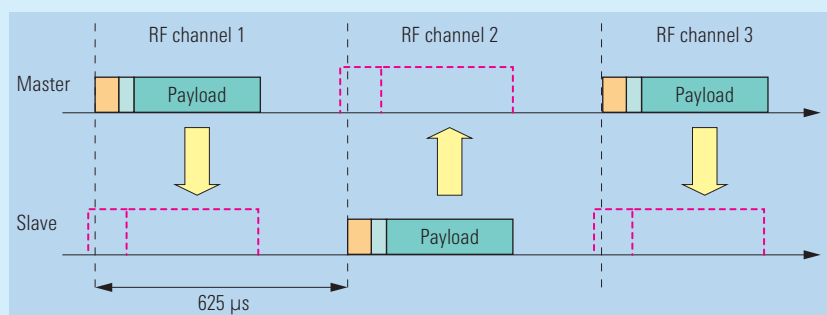 RF channel 1
RF channel 2
RF channel 3
Master
Payload
Payload
Slave
Payload
625 µs